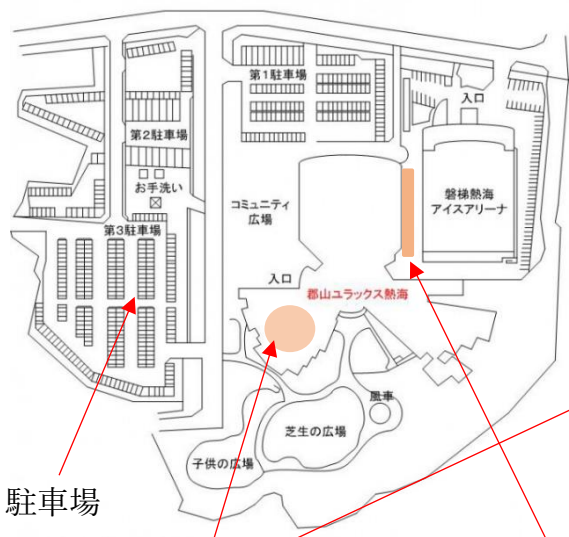 第1駐車場
入口
第2駐車場
お手洗い
磐梯熱海
アイスアリーナ
コミュニティ
広場
第3駐車場
入口
郡山ユラックス熱海
風車
芝生の広場
子供の広場
駐車場